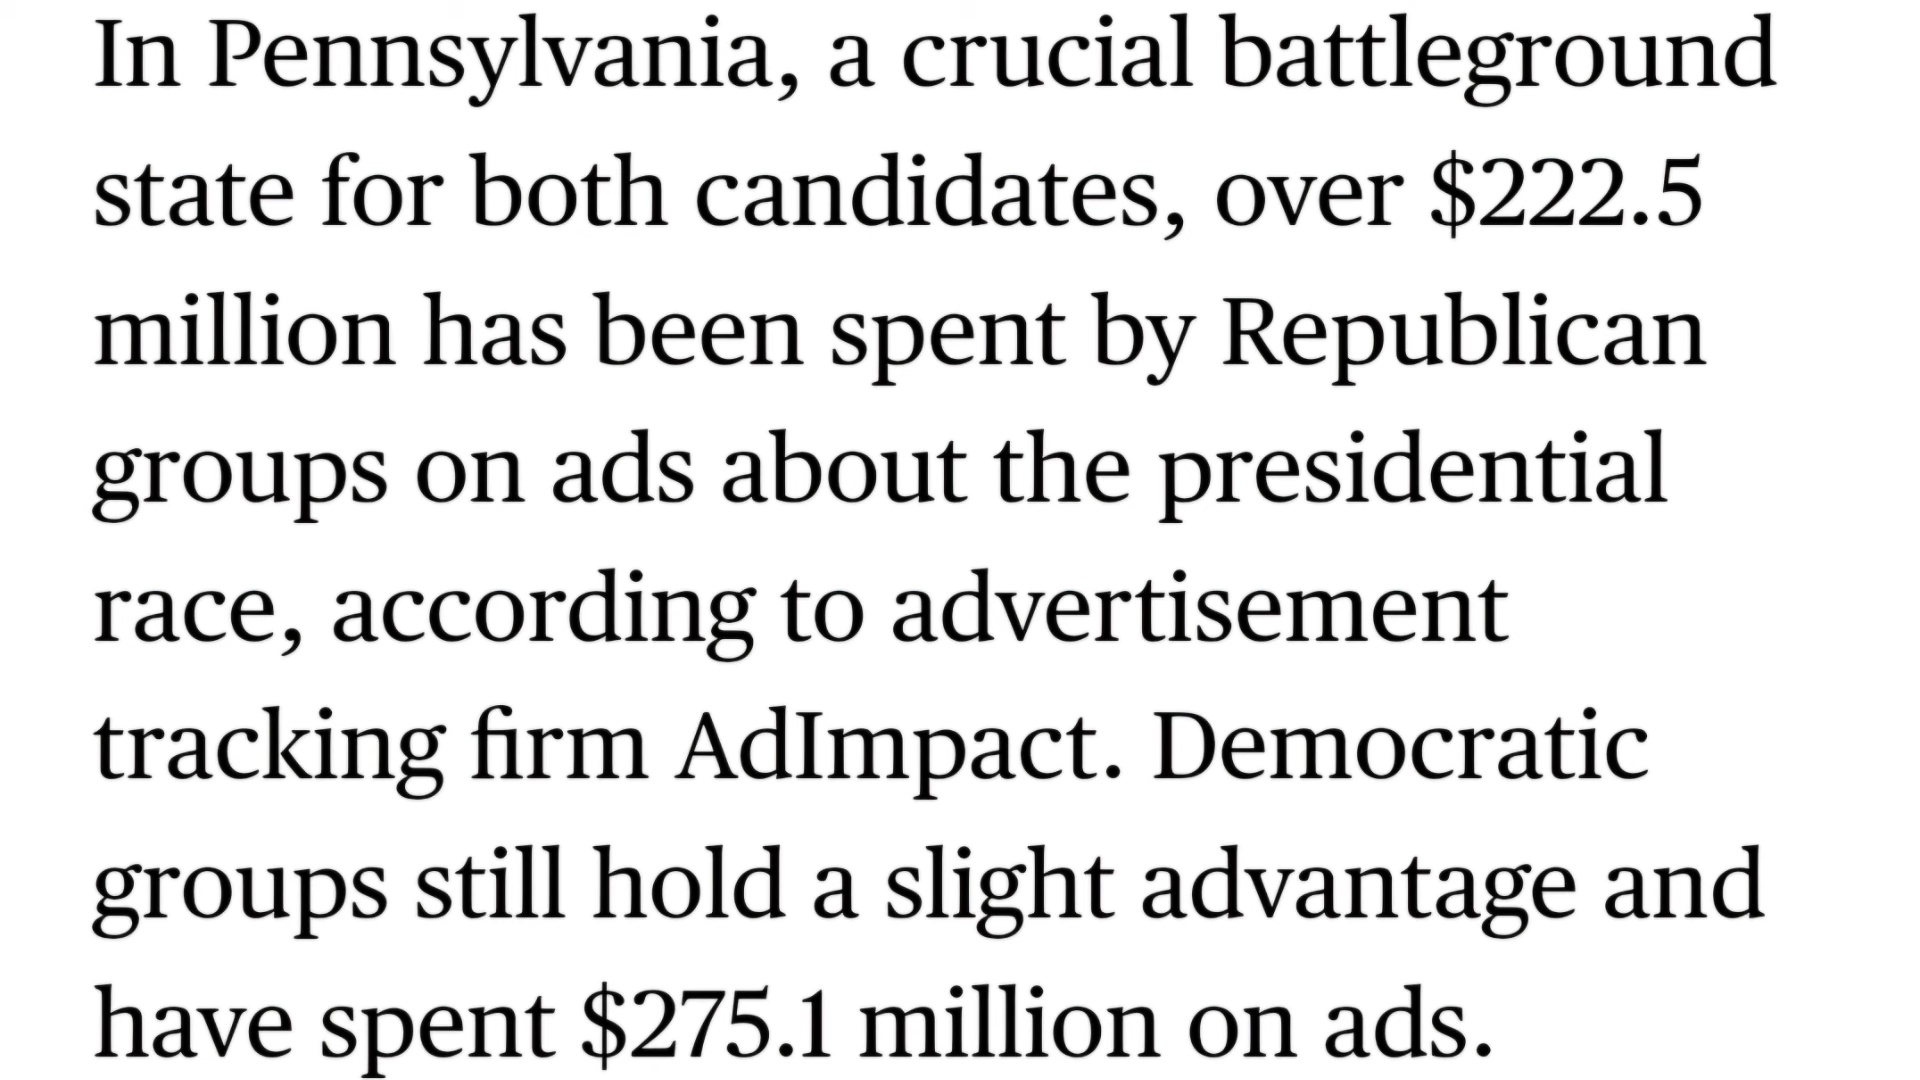 In Pennsylvania, a crucial battleground
state for both candidates, over $222.5
million has been spent by Republican
groups on ads about the presidential
race, according to advertisement
tracking firm AdImpact. Democratic
groups still hold a slight advantage and
have spent $275.1 million on ads.